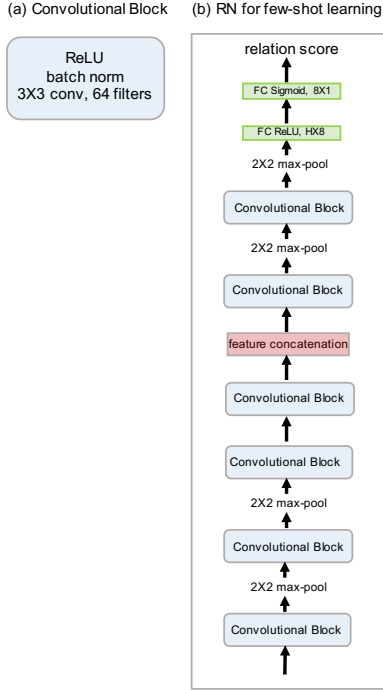 (a) Convolutional Block
ReLU
batch norm
3X3 conv, 64 filters
(b) RN for few-shot learning
relation score
FC Sigmoid, 8X1
FC ReLU, HX8
2X2 max-pool
Convolutional Block
2X2 max-pool
Convolutional Block
feature concatenation
Convolutional Block
Convolutional Block
2X2 max-pool
Convolutional Block
2X2 max-pool
Convolutional Block